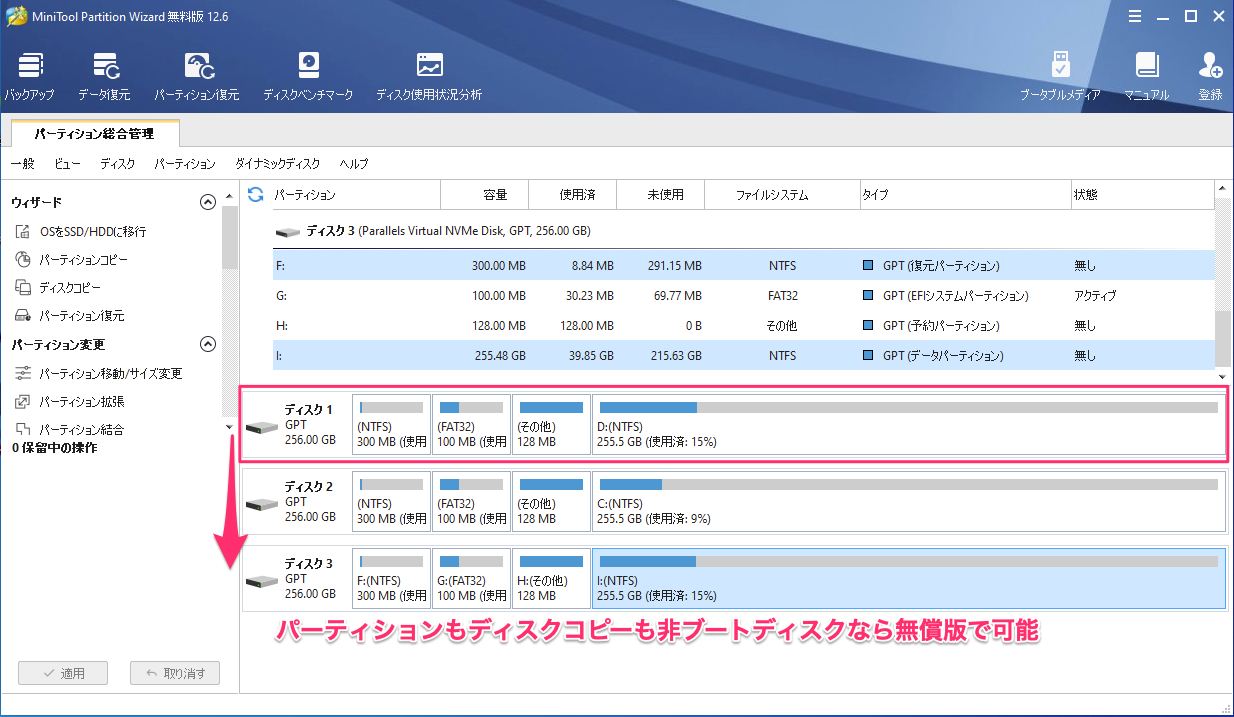 MiniTool Partition Wizard 無料版 12.6
バックアップ データ復元 パーティション復元 ディスクベンチマーク ディスク使用状況分析 ブータブルメディア マニュアル 登録
パーティション総合管理
一般 ビュー ディスク パーティション ダイナミックディスク ヘルプ
ウィザード
OSをSSD/HDDに移行
パーティションコピー
ディスクコピー
パーティション復元
パーティション変更
パーティション移動/サイズ変更
パーティション拡張
パーティション結合
0 保留中の操作
適用 取り消す
パーティション 容量 使用済 未使用 ファイルシステム タイプ 状態
ディスク 3 (Parallels Virtual NVMe Disk, GPT, 256.00 GB)
F: 300.00 MB 8.84 MB 291.15 MB NTFS GPT (復元パーティション) 無し
G: 100.00 MB 30.23 MB 69.77 MB FAT32 GPT (EFIシステムパーティション) アクティブ
H: 128.00 MB 128.00 MB 0 B その他 GPT (予約パーティション) 無し
I: 255.48 GB 39.85 GB 215.63 GB NTFS GPT (データパーティション) 無し
ディスク 1
GPT
256.00 GB
(NTFS)
300 MB (使用
(FAT32)
100 MB (使用
(その他)
128 MB
D:(NTFS)
255.5 GB (使用済: 15%)
ディスク 2
GPT
256.00 GB
(NTFS)
300 MB (使用
(FAT32)
100 MB (使用
(その他)
128 MB
C:(NTFS)
255.5 GB (使用済: 9%)
ディスク 3
GPT
256.00 GB
F:(NTFS)
300 MB (使用
G:(FAT32)
100 MB (使用
H:(その他)
128 MB
I:(NTFS)
255.5 GB (使用済: 15%)
パーティションもディスクコピーも非ブートディスクなら無償版で可能